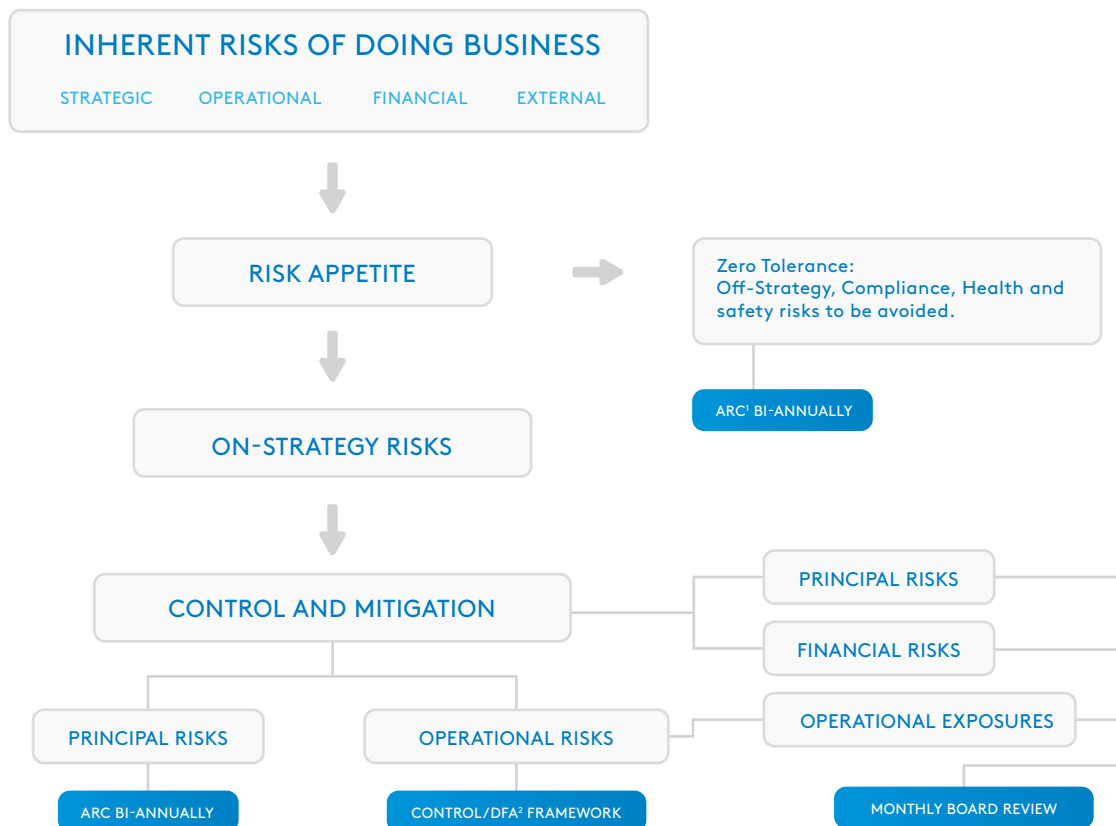 INHERENT RISKS OF DOING BUSINESS
STRATEGIC OPERATIONAL FINANCIAL EXTERNAL
RISK APPETITE
Zero Tolerance:
Off-Strategy, Compliance, Health and
safety risks to be avoided.
ARC¹ BI-ANNUALLY
ON-STRATEGY RISKS
CONTROL AND MITIGATION
PRINCIPAL RISKS
FINANCIAL RISKS
OPERATIONAL EXPOSURES
PRINCIPAL RISKS
OPERATIONAL RISKS
ARC BI-ANNUALLY
CONTROL/DFA² FRAMEWORK
MONTHLY BOARD REVIEW